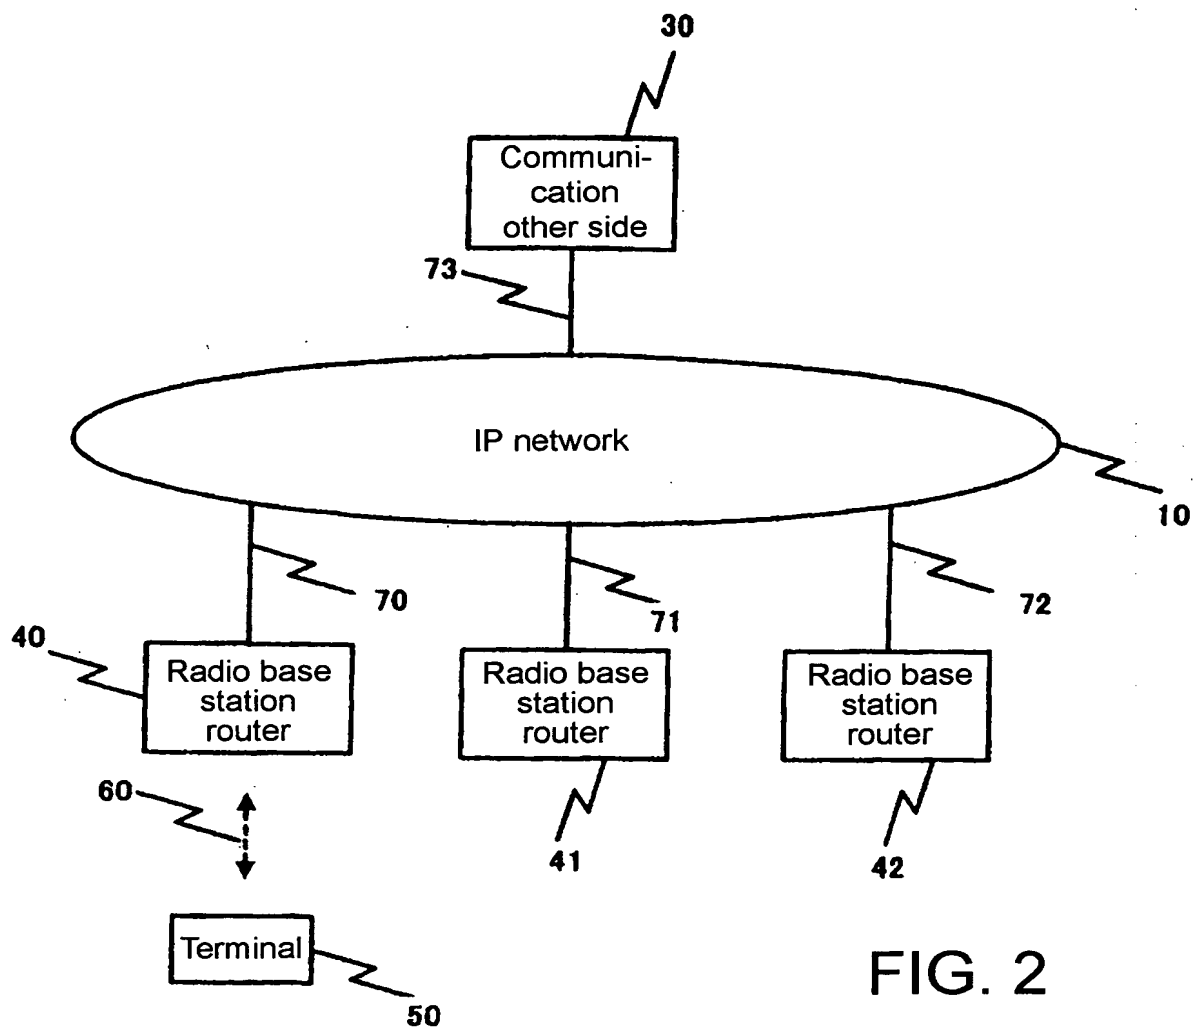 30
Communi-
cation
other side
73
IP network
10
70
71
72
40
Radio base
station
router
Radio base
station
router
Radio base
station
router
60
41
42
Terminal
50
FIG. 2